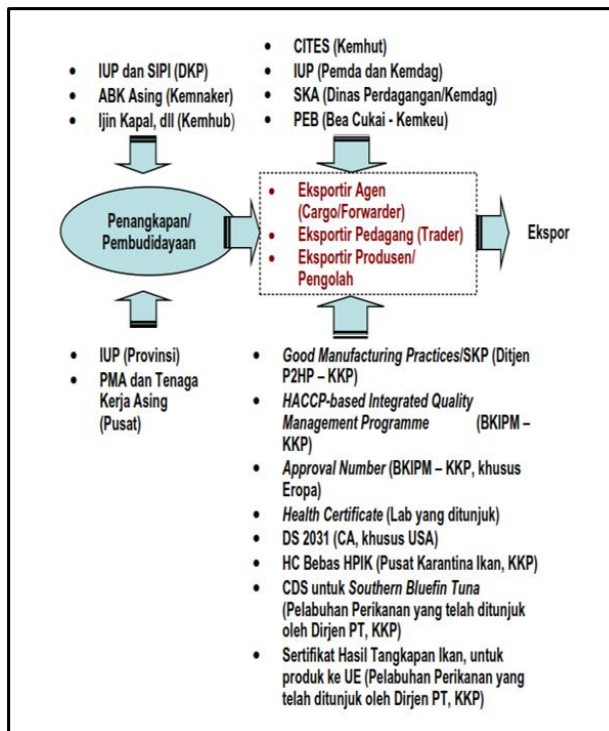 • IUP dan SIPI (DKP)
• ABK Asing (Kemnaker)
• Ijin Kapal, dll (Kemhub)
• CITES (Kemhut)
• IUP (Pemda dan Kemdag)
• SKA (Dinas Perdagangan/Kemdag)
• PEB (Bea Cukai - Kemkeu)
Penangkapan/
Pembudidayaan
• Eksportir Agen
(Cargo/Forwarder)
• Eksportir Pedagang (Trader)
• Eksportir Produsen/
Pengolah
Ekspor
• IUP (Provinsi)
• PMA dan Tenaga
Kerja Asing
(Pusat)
• Good Manufacturing Practices/SKP (Ditjen
P2HP – KKP)
• HACCP-based Integrated Quality
Management Programme (BKIPM –
KKP)
• Approval Number (BKIPM – KKP, khusus
Eropa)
• Health Certificate (Lab yang ditunjuk)
• DS 2031 (CA, khusus USA)
• HC Bebas HPIK (Pusat Karantina Ikan, KKP)
• CDS untuk Southern Bluefin Tuna
(Pelabuhan Perikanan yang telah ditunjuk
oleh Dirjen PT, KKP)
• Sertifikat Hasil Tangkapan Ikan, untuk
produk ke UE (Pelabuhan Perikanan yang
telah ditunjuk oleh Dirjen PT, KKP)